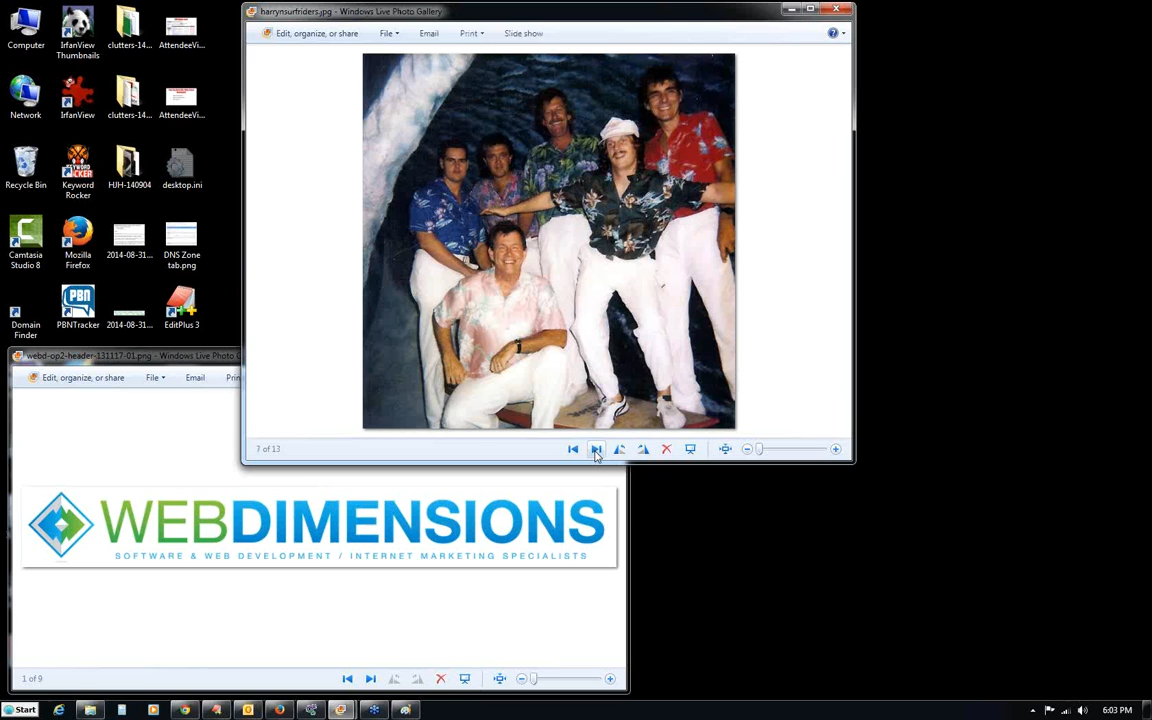 Computer
IrfanView
Thumbnails
clutters-14...
AttendeeVi...
Network
IrfanView
clutters-14...
AttendeeVi...
Recycle Bin
Keyword
Rocker
HJH-140904
desktop.ini
Camtasia
Studio 8
Mozilla
Firefox
2014-08-31...
DNS Zone
tab.png
Domain
Finder
PBN
PBNTracker
2014-08-31...
EditPlus 3
harrynsurfriders.jpg - Windows Live Photo Gallery
Edit, organize, or share
File
Email
Print
Slide show
7 of 13
webd-op2-header-131117-01.png - Windows Live Photo G
Edit, organize, or share
File
Email
Prin
WEBDIMENSIONS
SOFTWARE & WEB DEVELOPMENT / INTERNET MARKETING SPECIALISTS
1 of 9
Start
6:03 PM